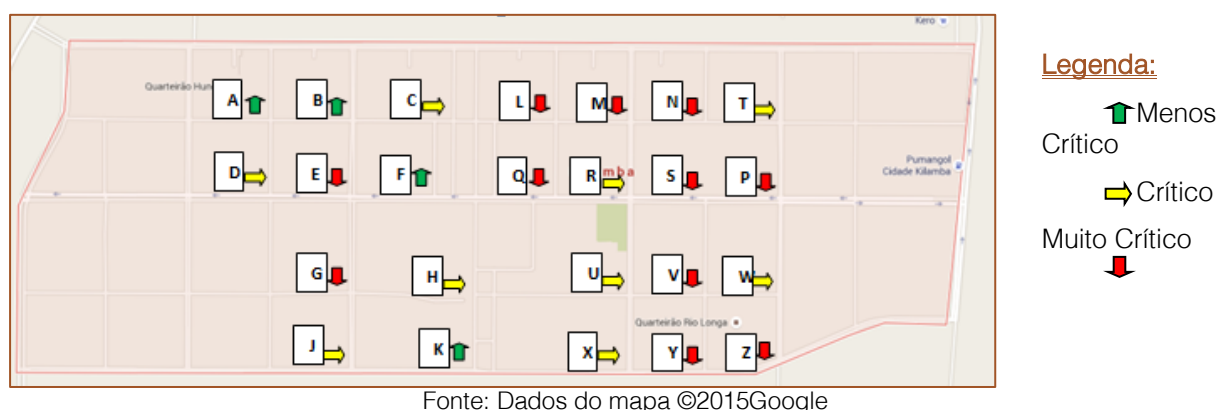 Kero
Legenda:
Quarteirão Hun
A B C L M N T
Menos
Crítico
D E F Q R mba S P
Pumangol
Cidade Kilamba
Crítico
Muito Crítico
G H U V W
Quarteirão Rio Longa
J K X Y Z
Fonte: Dados do mapa ©2015Google